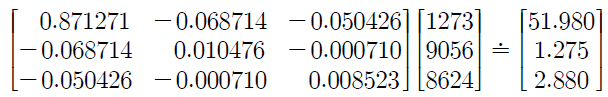 [ 0.871271 −0.068714 −0.050426 ] [ 1273 ] [ 51.980 ]
[ −0.068714 0.010476 −0.000710 ] [ 9056 ] ≐ [ 1.275 ]
[ −0.050426 −0.000710 0.008523 ] [ 8624 ] [ 2.880 ]